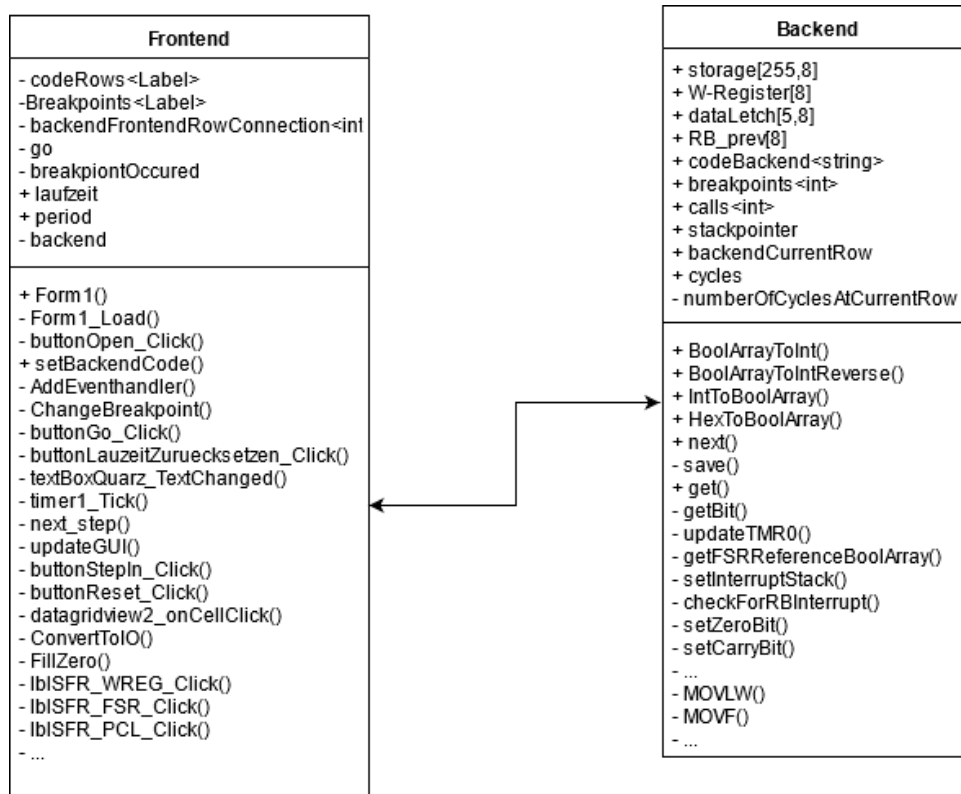 Frontend
- codeRows<Label>
-Breakpoints<Label>
- backendFrontendRowConnection<int
- go
- breakpiontOccured
+ laufzeit
+ period
- backend
+ Form1()
- Form1_Load()
- buttonOpen_Click()
+ setBackendCode()
- AddEventhandler()
- ChangeBreakpoint()
- buttonGo_Click()
- buttonLauzeitZuruecksetzen_Click()
- textBoxQuarz_TextChanged()
- timer1_Tick()
- next_step()
- updateGUI()
- buttonStepIn_Click()
- buttonReset_Click()
- datagridview2_onCellClick()
- ConvertToIO()
- FillZero()
- lblSFR_WREG_Click()
- lblSFR_FSR_Click()
- lblSFR_PCL_Click()
- ...
Backend
+ storage[255,8]
+ W-Register[8]
+ dataLetch[5,8]
+ RB_prev[8]
+ codeBackend<string>
+ breakpoints<int>
+ calls<int>
+ stackpointer
+ backendCurrentRow
+ cycles
- numberOfCyclesAtCurrentRow
+ BoolArrayToInt()
+ BoolArrayToIntReverse()
+ IntToBoolArray()
+ HexToBoolArray()
+ next()
- save()
+ get()
- getBit()
- updateTMR0()
- getFSRReferenceBoolArray()
- setInterruptStack()
- checkForRBInterrupt()
- setZeroBit()
- setCarryBit()
- ...
- MOVLW()
- MOVF()
- ...